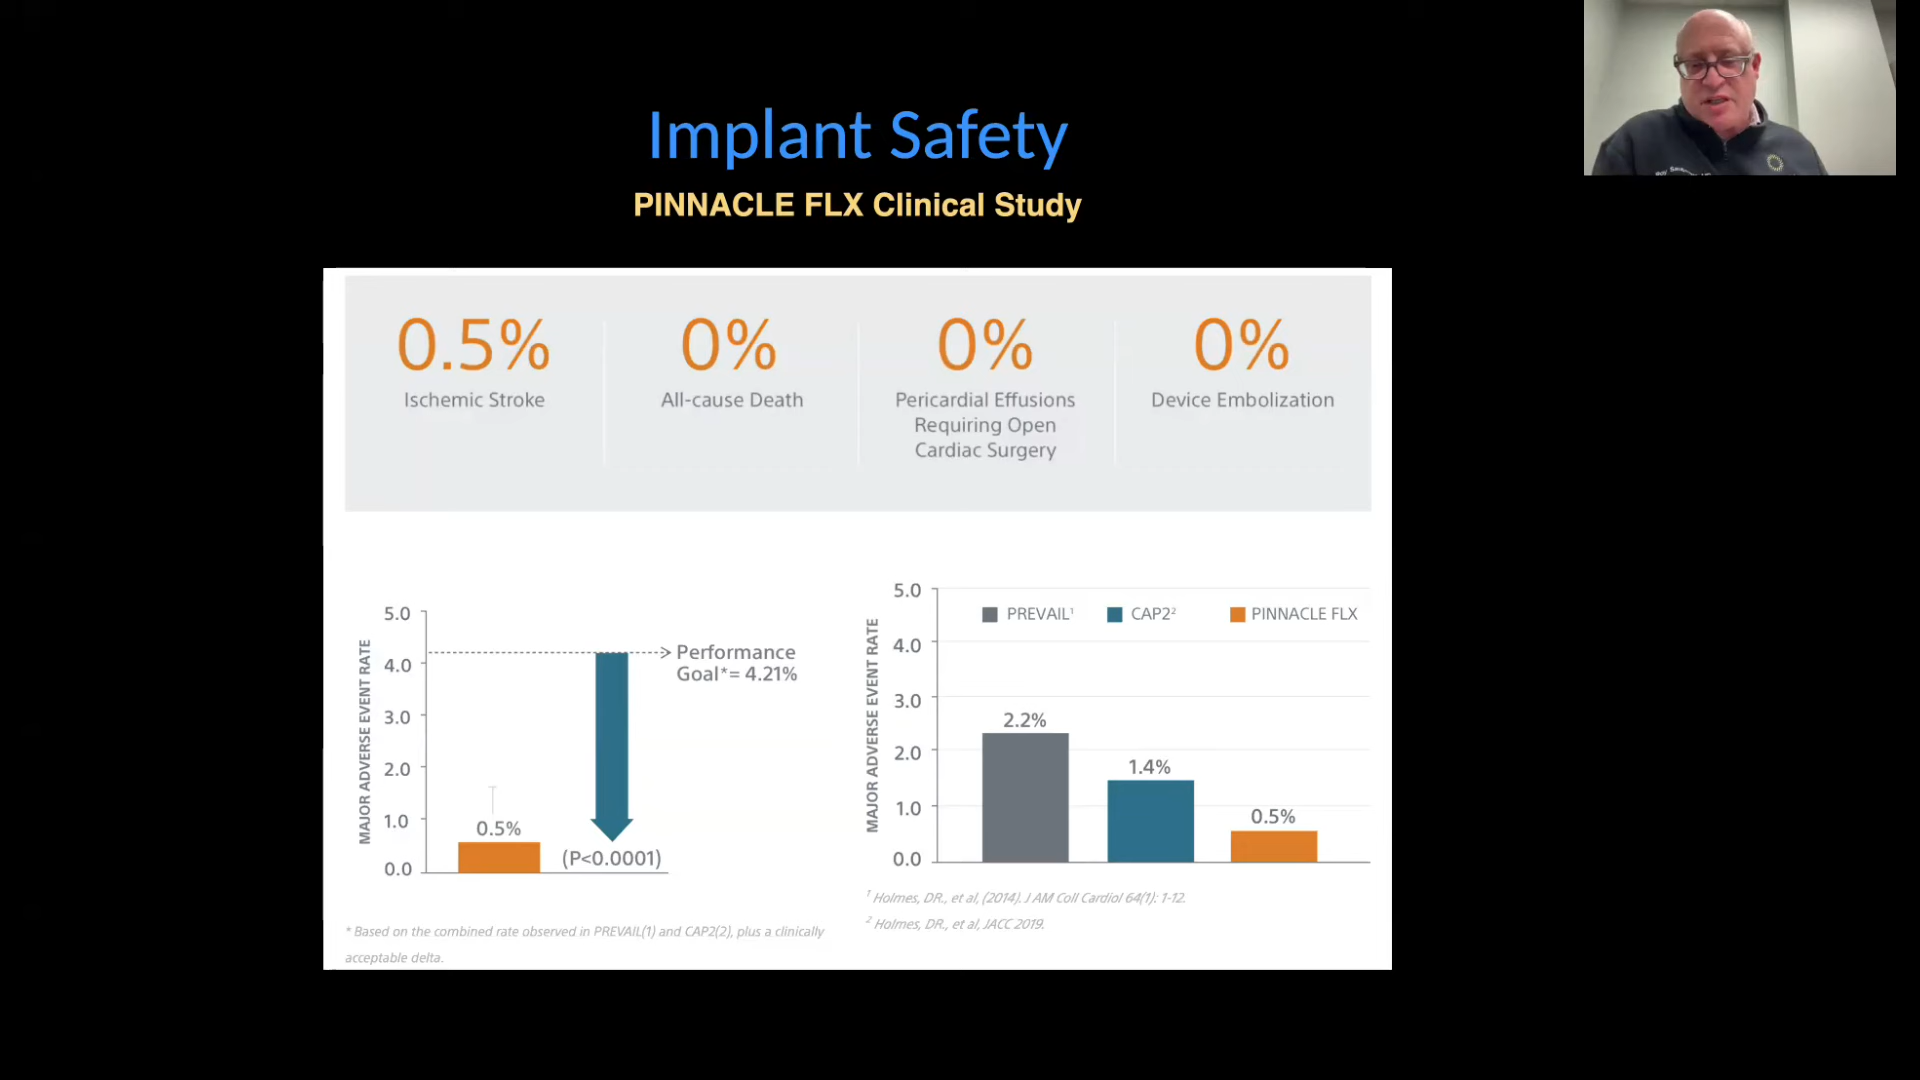 Implant Safety
PINNACLE FLX Clinical Study
0.5%
Ischemic Stroke
0%
All-cause Death
0%
Pericardial Effusions
Requiring Open
Cardiac Surgery
0%
Device Embolization
MAJOR ADVERSE EVENT RATE
5.0
4.0
3.0
2.0
1.0
0.0
Performance
Goal*= 4.21%
0.5%
(P<0.0001)
* Based on the combined rate observed in PREVAIL(1) and CAP2(2), plus a clinically
acceptable delta.
MAJOR ADVERSE EVENT RATE
5.0
4.0
3.0
2.0
1.0
0.0
PREVAIL¹
CAP2²
PINNACLE FLX
2.2%
1.4%
0.5%
¹ Holmes, DR., et al, (2014). J AM Coll Cardiol 64(1): 1-12.
² Holmes, DR., et al, JACC 2019.